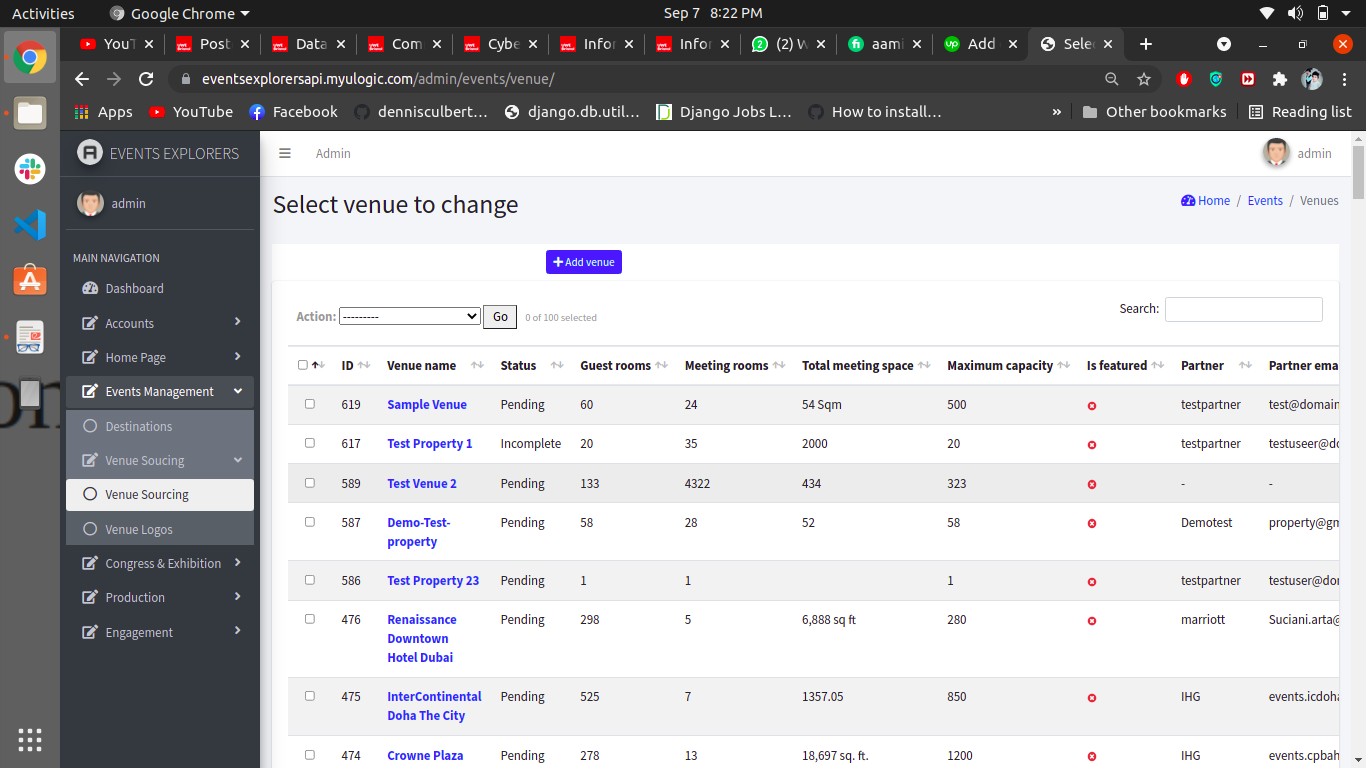 Activities Google Chrome Sep 7 8:22 PM
YouT Post Data Com Cybe Infor Infor (2) W aami Add Selec
eventsexplorersapi.myulogic.com/admin/events/venue/
Apps YouTube Facebook dennisculbert... django.db.util... Django Jobs L... How to install... » Other bookmarks Reading list
EVENTS EXPLORERS Admin admin
admin
Select venue to change Home / Events / Venues
Add venue
MAIN NAVIGATION
Dashboard
Accounts
Home Page
Events Management
Destinations
Venue Soucing
Venue Sourcing
Venue Logos
Congress & Exhibition
Production
Engagement
Action: --------- Go 0 of 100 selected Search:
ID Venue name Status Guest rooms Meeting rooms Total meeting space Maximum capacity Is featured Partner Partner ema
619 Sample Venue Pending 60 24 54 Sqm 500 testpartner test@domain
617 Test Property 1 Incomplete 20 35 2000 20 testpartner testuseer@do
589 Test Venue 2 Pending 133 4322 434 323 - -
587 Demo-Test- Pending 58 28 52 58 Demotest property@gm
property
586 Test Property 23 Pending 1 1 1 testpartner testuser@do
476 Renaissance Pending 298 5 6,888 sq ft 280 marriott Suciani.arta@
Downtown
Hotel Dubai
475 InterContinental Pending 525 7 1357.05 850 IHG events.icdoha
Doha The City
474 Crowne Plaza Pending 278 13 18,697 sq. ft. 1200 IHG events.cpbah